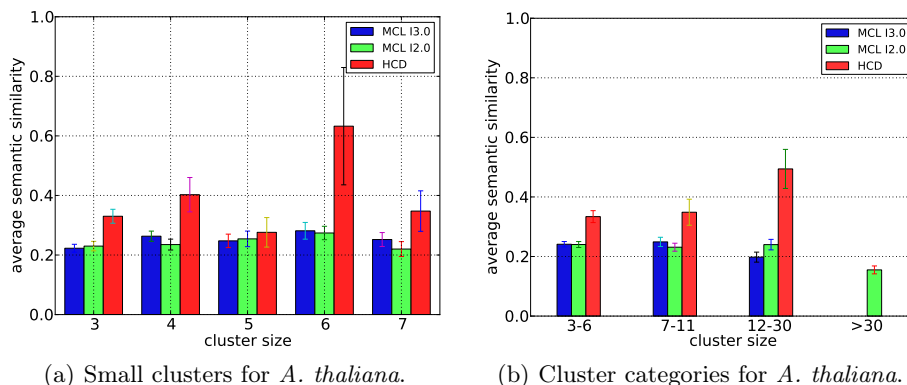 1.0
0.8
0.6
0.4
0.2
0.0
average semantic similarity
MCL I3.0
MCL I2.0
HCD
3 4 5 6 7
cluster size
(a) Small clusters for A. thaliana.
1.0
0.8
0.6
0.4
0.2
0.0
average semantic similarity
MCL I3.0
MCL I2.0
HCD
3-6 7-11 12-30 >30
cluster size
(b) Cluster categories for A. thaliana.